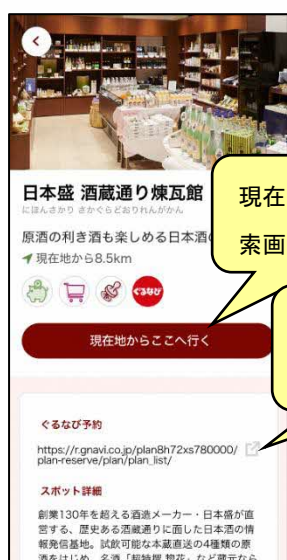 日本盛 酒蔵通り煉瓦館
にほんさかり さかぐらどおりれんがかん
原酒の利き酒も楽しめる日本酒の
現在地から8.5km
ぐるなび
現在
索画
現在地からここへ行く
ぐるなび予約
https://r.gnavi.co.jp/plan8h72xs780000/
plan-reserve/plan/plan_list/
スポット詳細
創業130年を超える酒造メーカー・日本盛が直
営する、歴史ある酒蔵通りに面した日本酒の情
報発信基地。試飲可能な本蔵直送の4種類の原
酒をはじめ、名酒「超特撰 惣花」など蔵元なら